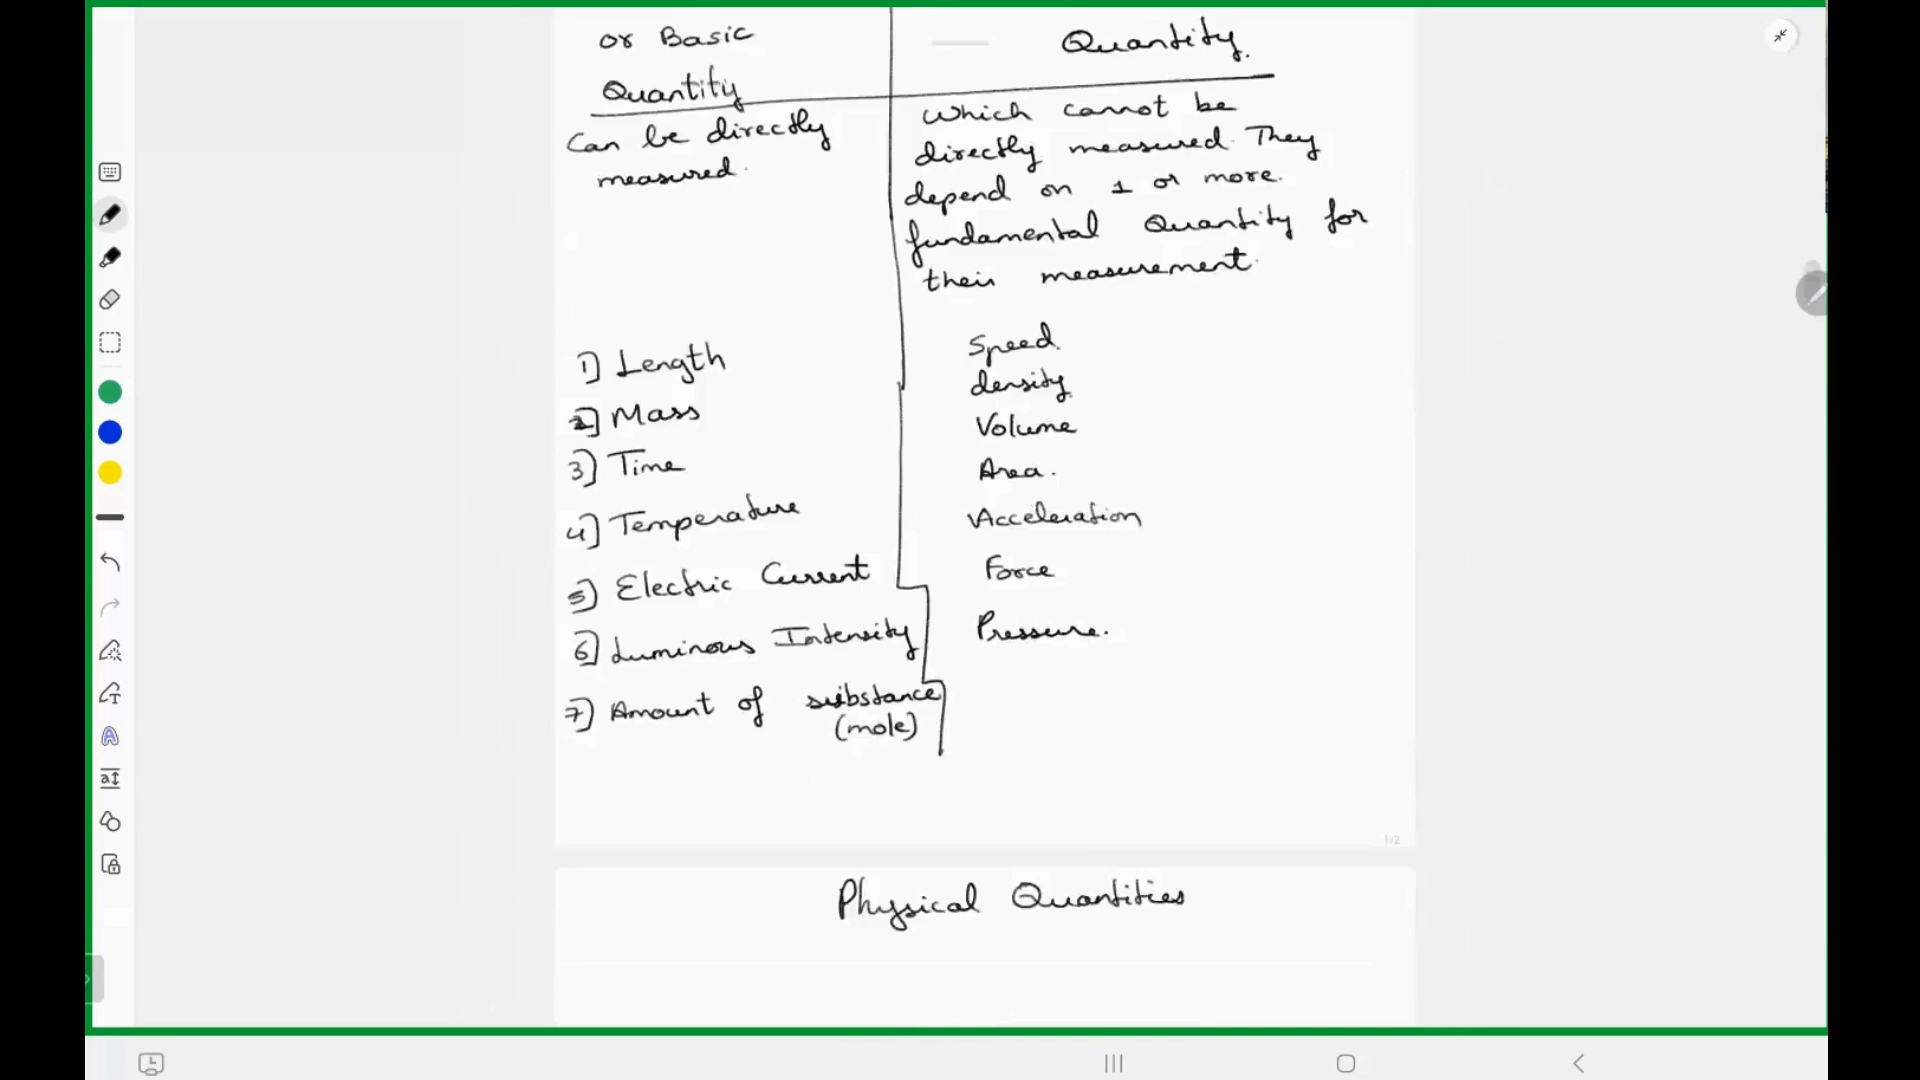 or Basic
Quantity
Can be directly
measured.
1) Length
2) Mass
3) Time
4) Temperature
5) Electric Current
6) Luminous Intensity
7) Amount of substance
(mole)
Quantity.
Which cannot be
directly measured. They
depend on 1 or more.
fundamental Quantity for
their measurement.
Speed.
density.
Volume
Area.
Acceleration
Force
Pressure.
1/2
Physical Quantities